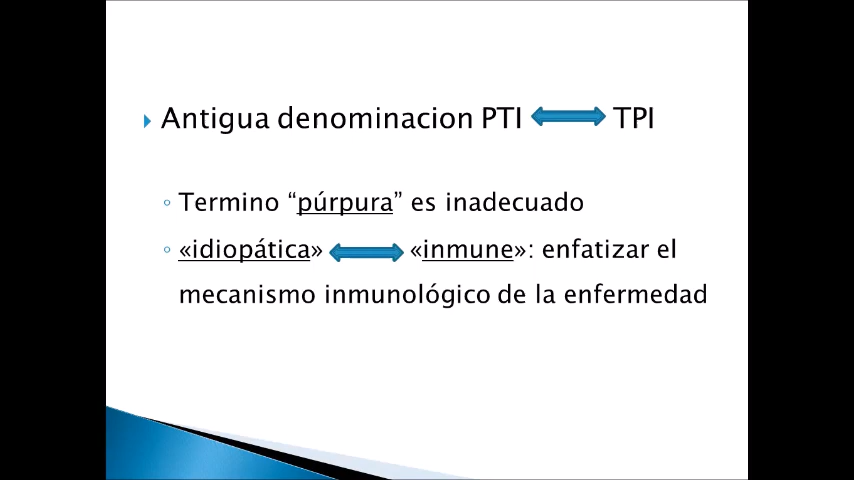 Antigua denominacion PTI TPI
Termino “púrpura” es inadecuado
«idiopática» «inmune»: enfatizar el
mecanismo inmunológico de la enfermedad